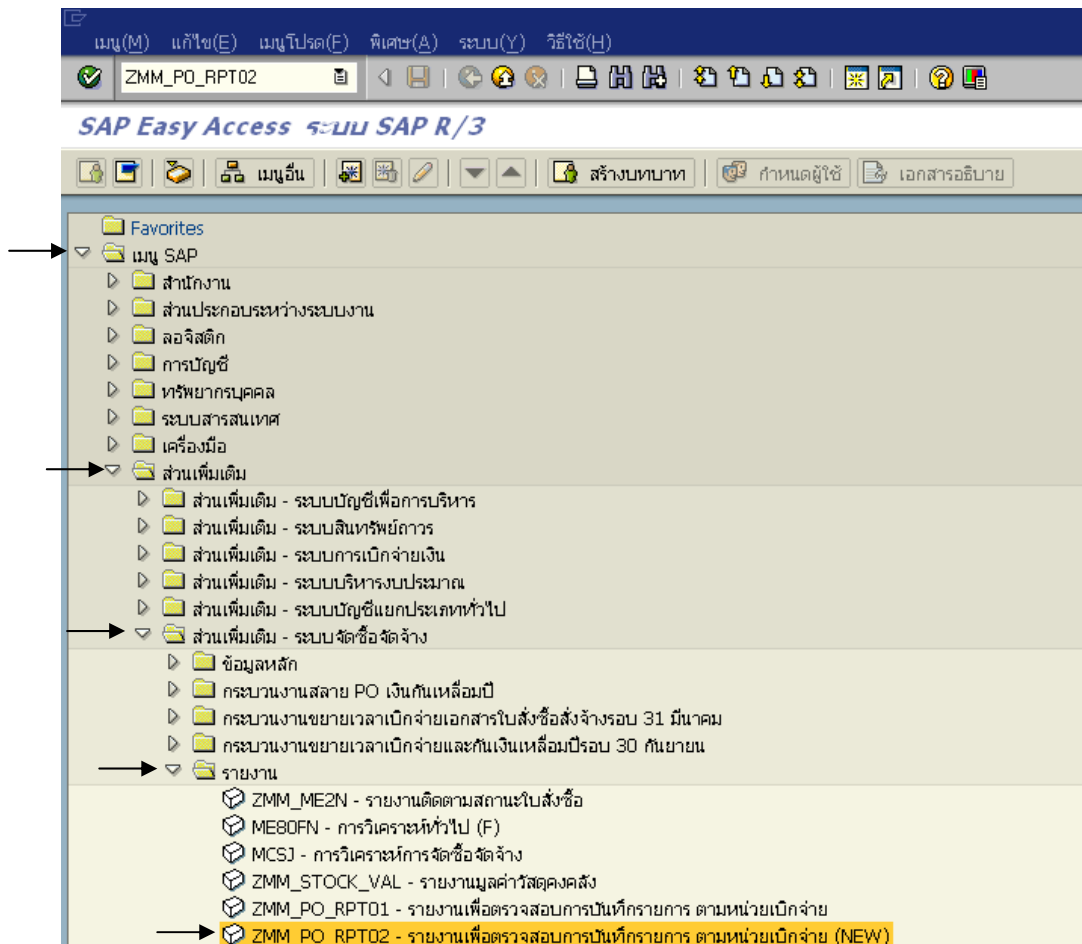 เมนู(M) แก้ไข(E) เมนูโปรด(F) พิเศษ(A) ระบบ(Y) วิธีใช้(H)
ZMM_PO_RPT02
SAP Easy Access ระบบ SAP R/3
เมนูอื่น สร้างบทบาท กำหนดผู้ใช้ เอกสารอธิบาย
Favorites
เมนู SAP
สำนักงาน
ส่วนประกอบระหว่างระบบงาน
ลอจิสติก
การบัญชี
ทรัพยากรบุคคล
ระบบสารสนเทศ
เครื่องมือ
ส่วนเพิ่มเติม
ส่วนเพิ่มเติม - ระบบบัญชีเพื่อการบริหาร
ส่วนเพิ่มเติม - ระบบสินทรัพย์ถาวร
ส่วนเพิ่มเติม - ระบบการเบิกจ่ายเงิน
ส่วนเพิ่มเติม - ระบบบริหารงบประมาณ
ส่วนเพิ่มเติม - ระบบบัญชีแยกประเภททั่วไป
ส่วนเพิ่มเติม - ระบบจัดซื้อจัดจ้าง
ข้อมูลหลัก
กระบวนงานสลาย PO เงินกันเหลื่อมปี
กระบวนงานขยายเวลาเบิกจ่ายเอกสารใบสั่งซื้อสั่งจ้างรอบ 31 มีนาคม
กระบวนงานขยายเวลาเบิกจ่ายและกันเงินเหลื่อมปีรอบ 30 กันยายน
รายงาน
ZMM_ME2N - รายงานติดตามสถานะใบสั่งซื้อ
ME80FN - การวิเคราะห์ทั่วไป (F)
MCSJ - การวิเคราะห์การจัดซื้อจัดจ้าง
ZMM_STOCK_VAL - รายงานมูลค่าวัสดุคงคลัง
ZMM_PO_RPT01 - รายงานเพื่อตรวจสอบการบันทึกรายการ ตามหน่วยเบิกจ่าย
ZMM_PO_RPT02 - รายงานเพื่อตรวจสอบการบันทึกรายการ ตามหน่วยเบิกจ่าย (NEW)